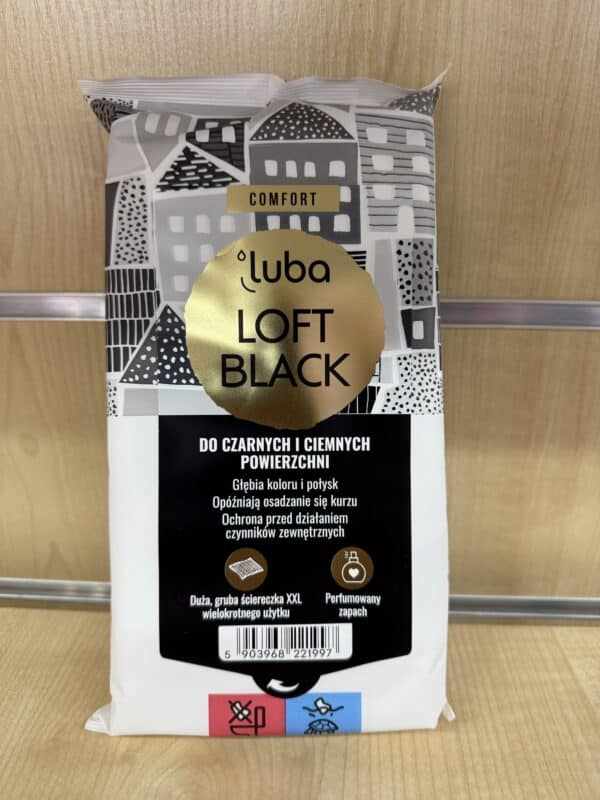 COMFORT
luba
LOFT
BLACK
DO CZARNYCH I CIEMNYCH
POWIERZCHNI
Głębia koloru i połysk
Opóźniają osadzanie się kurzu
Ochrona przed działaniem
czynników zewnętrznych
Duża, gruba ściereczka XXL
wielokrotnego użytku
Perfumowany
zapach
5 903968 221997